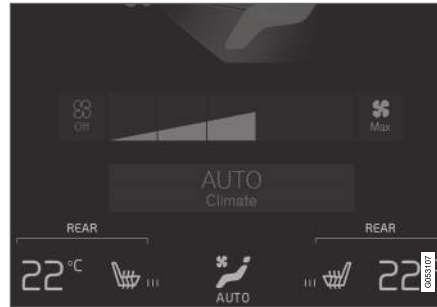 Off
Max
AUTO
Climate
REAR
REAR
22°C
22
AUTO
G053107